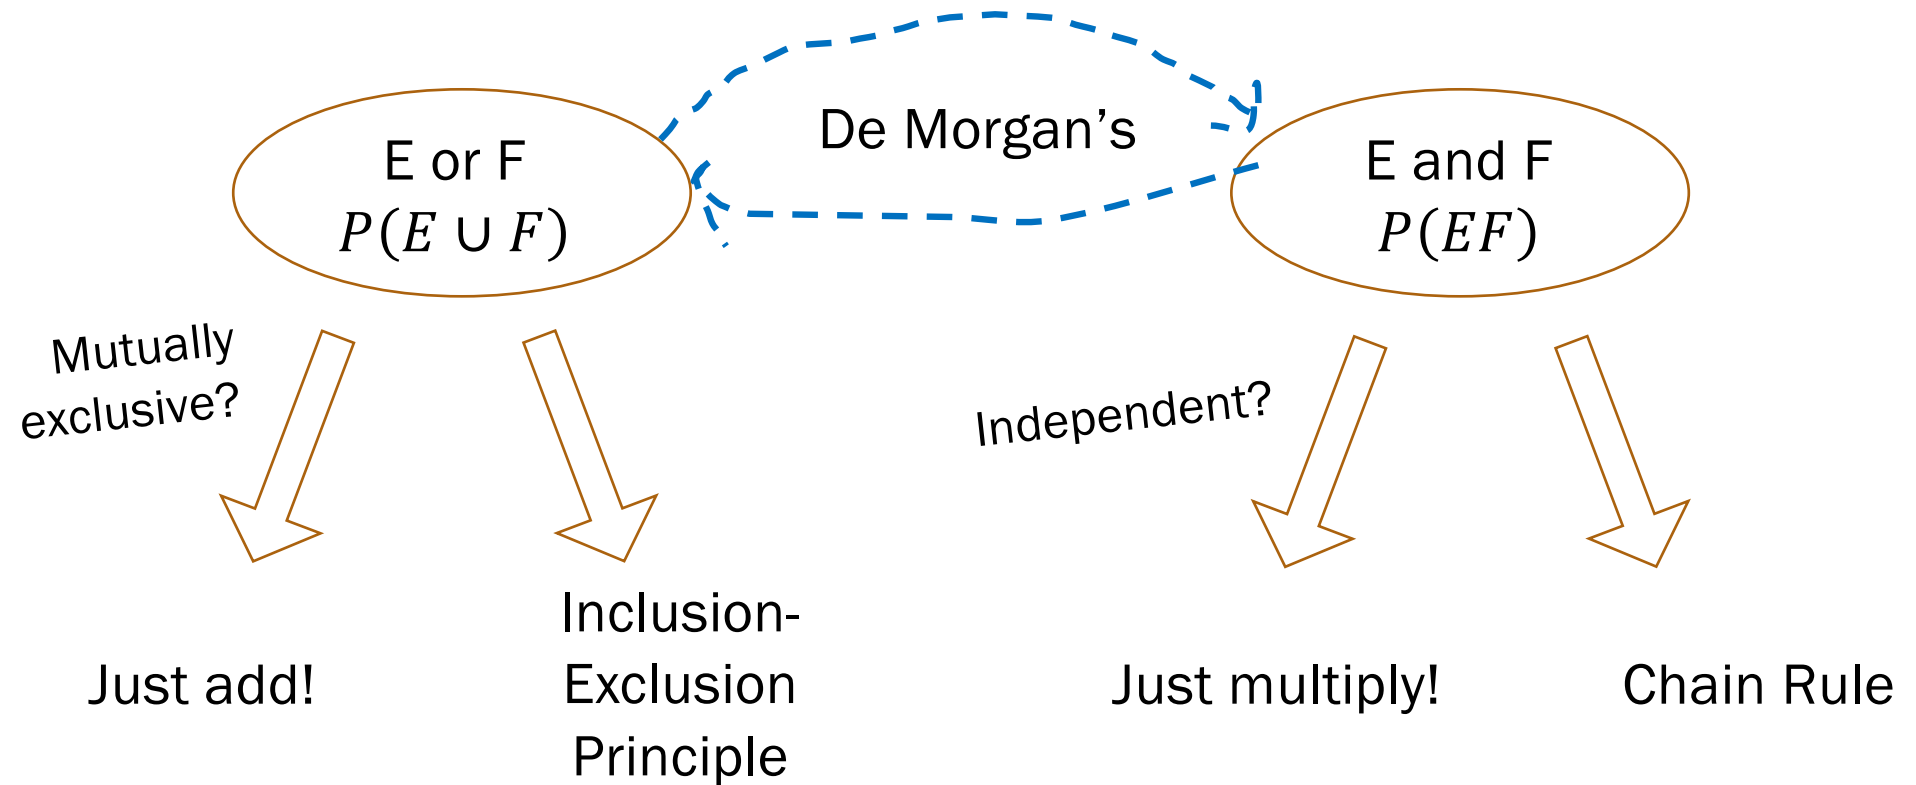 De Morgan’s
E or F
P(E ∪ F)
E and F
P(EF)
Mutually
exclusive?
Independent?
Just add!
Inclusion-
Exclusion
Principle
Just multiply!
Chain Rule